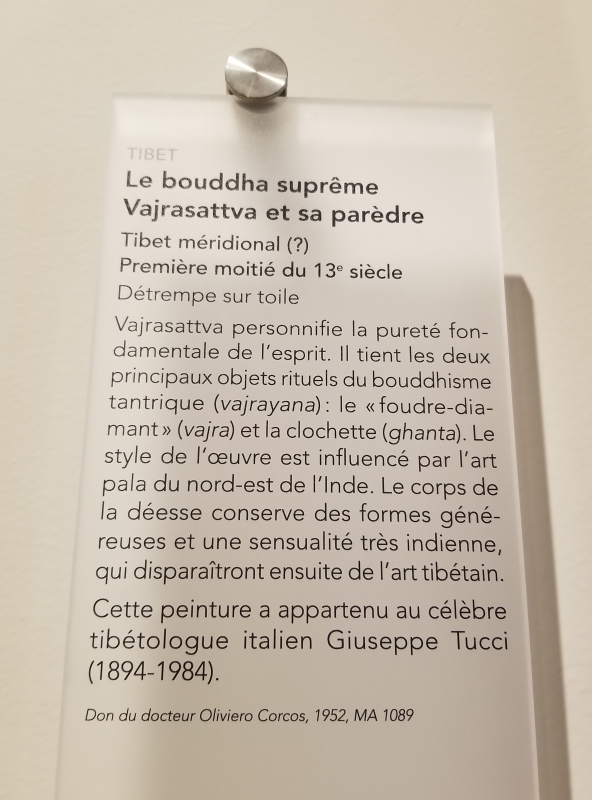 TIBET
Le bouddha suprême
Vajrasattva et sa parèdre
Tibet méridional (?)
Première moitié du 13e siècle
Détrempe sur toile
Vajrasattva personnifie la pureté fon-
damentale de l'esprit. Il tient les deux
principaux objets rituels du bouddhisme
tantrique (vajrayana) : le « foudre-dia-
mant » (vajra) et la clochette (ghanta). Le
style de l'œuvre est influencé par l'art
pala du nord-est de l'Inde. Le corps de
la déesse conserve des formes géné-
reuses et une sensualité très indienne,
qui disparaîtront ensuite de l'art tibétain.
Cette peinture a appartenu au célèbre
tibétologue italien Giuseppe Tucci
(1894-1984).
Don du docteur Oliviero Corcos, 1952, MA 1089